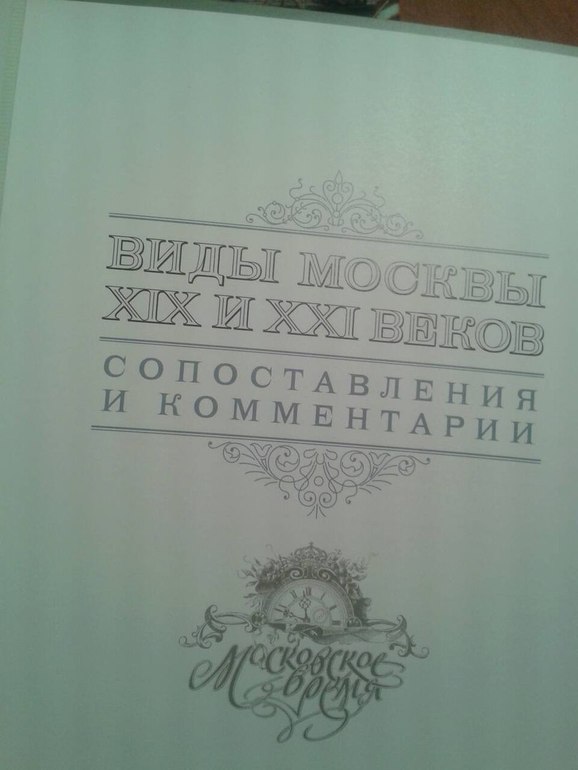 ВИДЫ МОСКВЫ
XIX И XXI ВЕКОВ
СОПОСТАВЛЕНИЯ
И КОММЕНТАРИИ
Московское
время